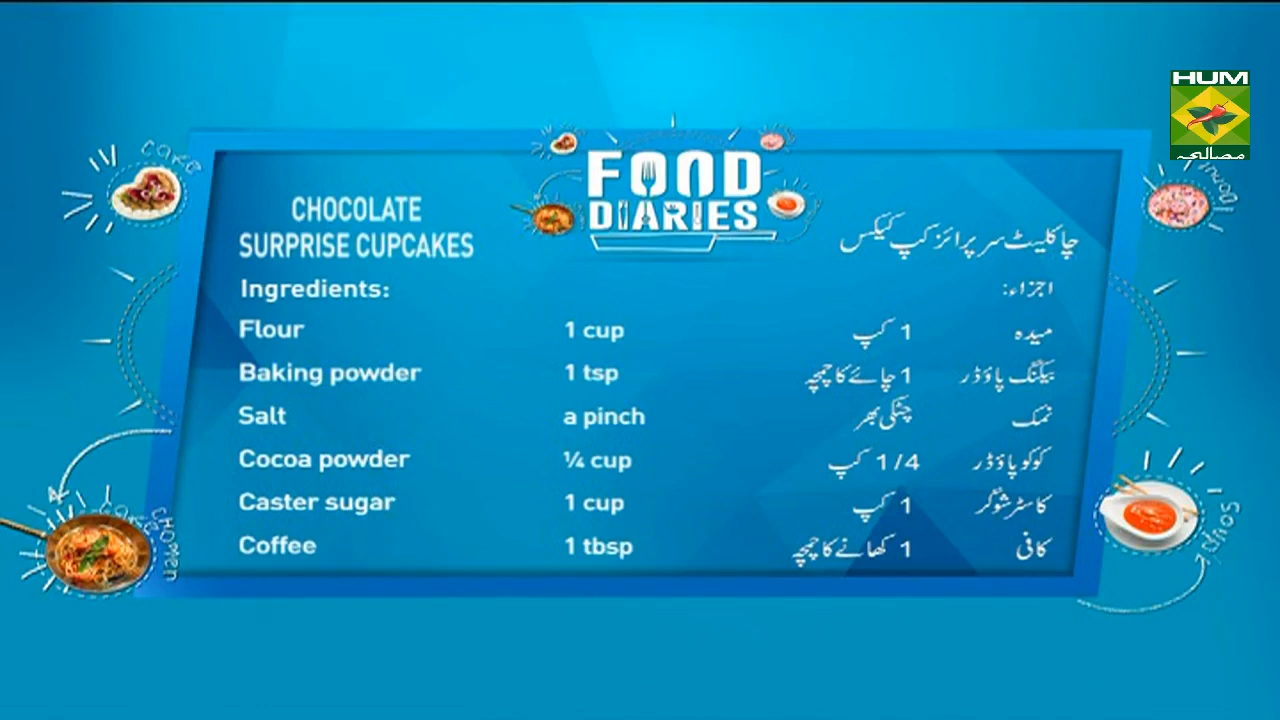 HUM
مصالحہ
FOOD
DIARIES
CHOCOLATE
SURPRISE CUPCAKES
چاکلیٹ سرپرائز کپ کیکس
Ingredients:
اجزاء:
Flour 1 cup
میدہ 1 کپ
Baking powder 1 tsp
بیکنگ پاؤڈر 1 چائے کا چمچہ
Salt a pinch
نمک چٹکی بھر
Cocoa powder ¼ cup
کوکو پاؤڈر 1/4 کپ
Caster sugar 1 cup
کاسٹر شوگر 1 کپ
Coffee 1 tbsp
کافی 1 کھانے کا چمچہ
CAKE